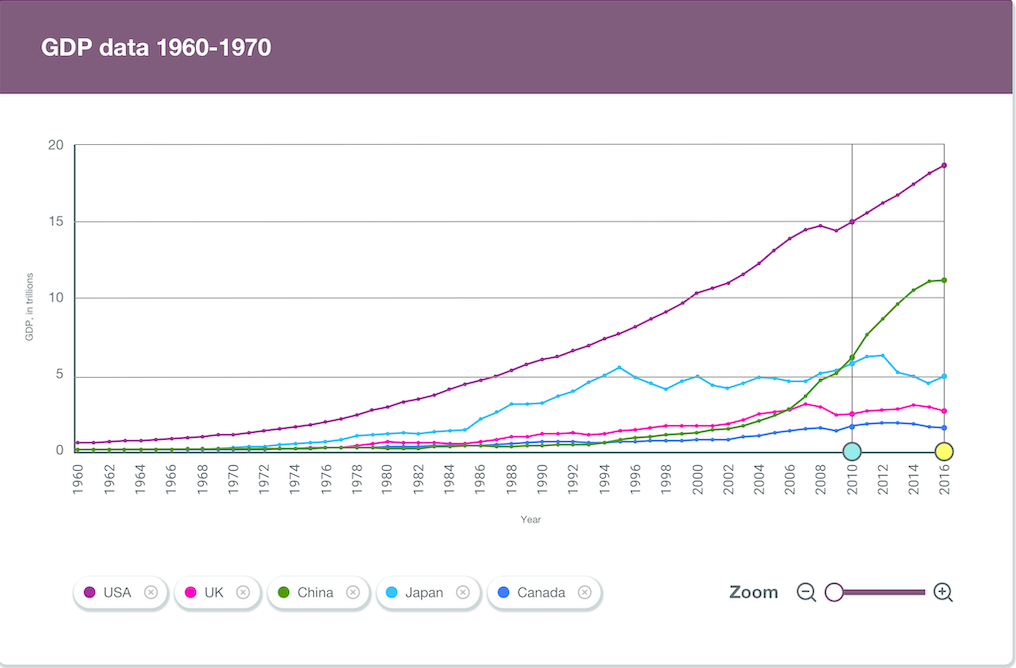 GDP data 1960-1970
20
15
10
5
0
GDP, in trillions
1960 1962 1964 1966 1968 1970 1972 1974 1976 1978 1980 1982 1984 1986 1988 1990 1992 1994 1996 1998 2000 2002 2004 2006 2008 2010 2012 2014 2016
Year
USA UK China Japan Canada Zoom